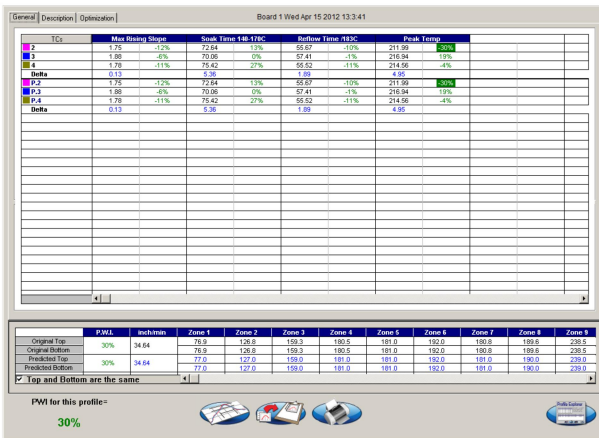 General Description Optimization Board 1 Wed Apr 15 2012 13:3:41
TCs Max Rising Slope Soak Time 140-170C Reflow Time /183C Peak Temp
2 1.75 -12% 72.64 13% 55.67 -10% 211.99 -30%
3 1.88 -6% 70.06 0% 57.41 -1% 216.94 19%
4 1.78 -11% 75.42 27% 55.52 -11% 214.56 -4%
Delta 0.13 5.36 1.89 4.95
P.2 1.75 -12% 72.64 13% 55.67 -10% 211.99 -30%
P.3 1.88 -6% 70.06 0% 57.41 -1% 216.94 19%
P.4 1.78 -11% 75.42 27% 55.52 -11% 214.56 -4%
Delta 0.13 5.36 1.89 4.95
P.W.I. inch/min Zone 1 Zone 2 Zone 3 Zone 4 Zone 5 Zone 6 Zone 7 Zone 8 Zone 9
Original Top 30% 34.64 76.9 126.8 159.3 180.5 181.0 192.0 180.8 189.6 238.5
Original Bottom 76.9 126.8 159.3 180.5 181.0 192.0 180.8 189.6 238.5
Predicted Top 30% 34.64 77.0 127.0 159.0 181.0 181.0 192.0 181.0 190.0 239.0
Predicted Bottom 77.0 127.0 159.0 181.0 181.0 192.0 181.0 190.0 239.0
Top and Bottom are the same
PWI for this profile=
30%
Profile Explorer